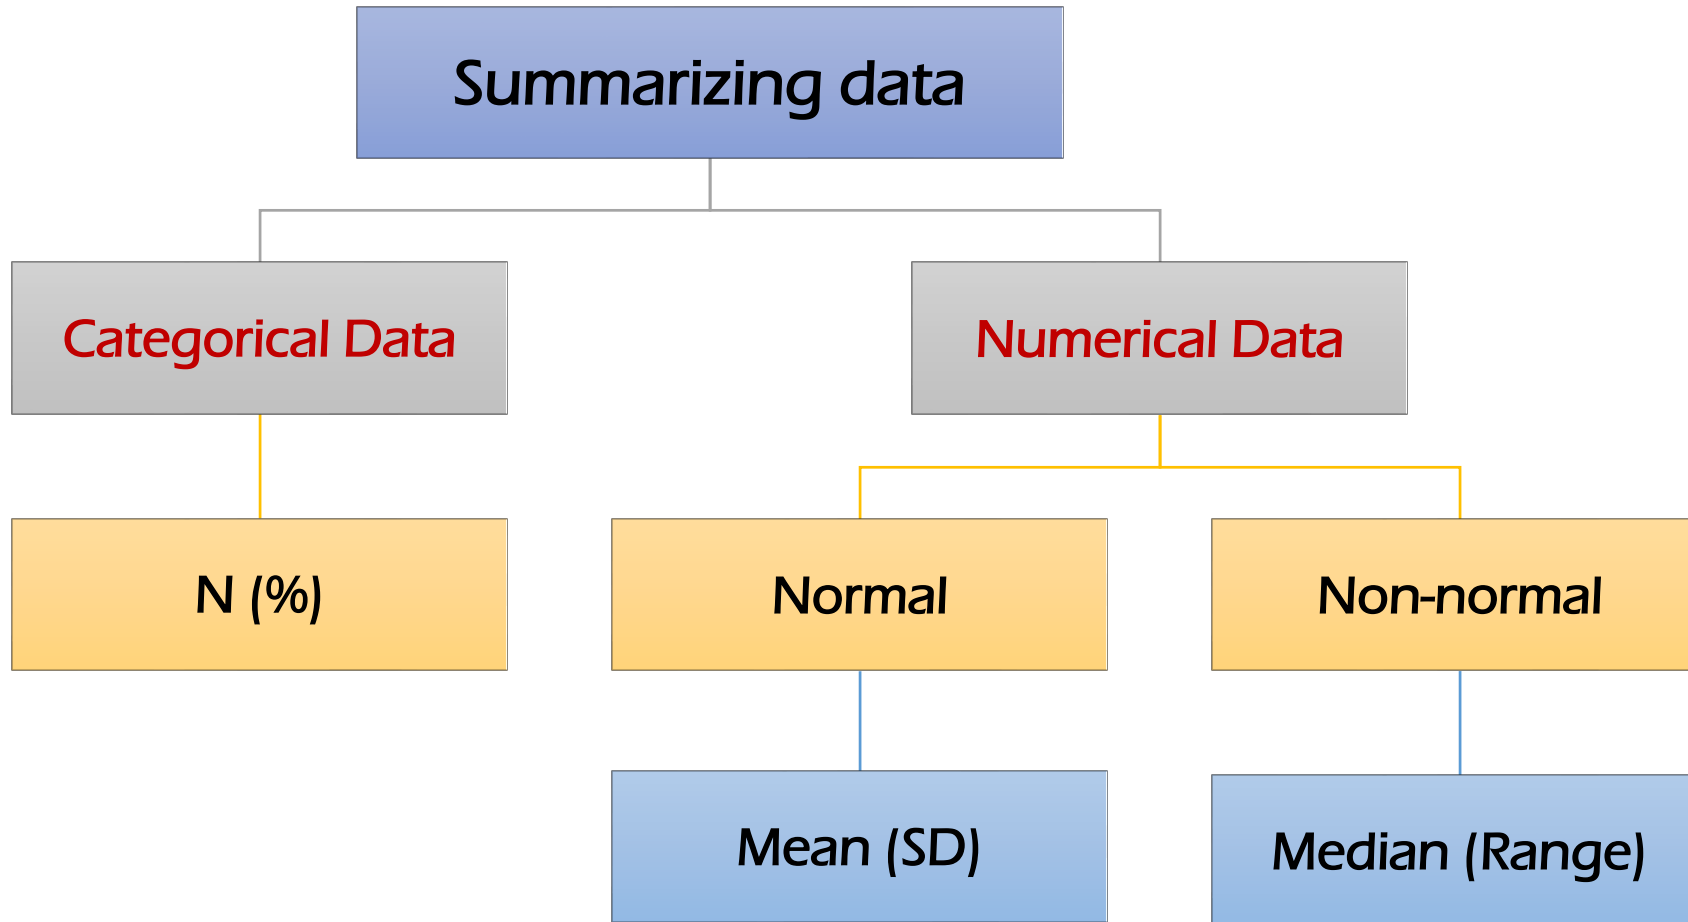 Summarizing data
Categorical Data
Numerical Data
N (%)
Normal
Non-normal
Mean (SD)
Median (Range)